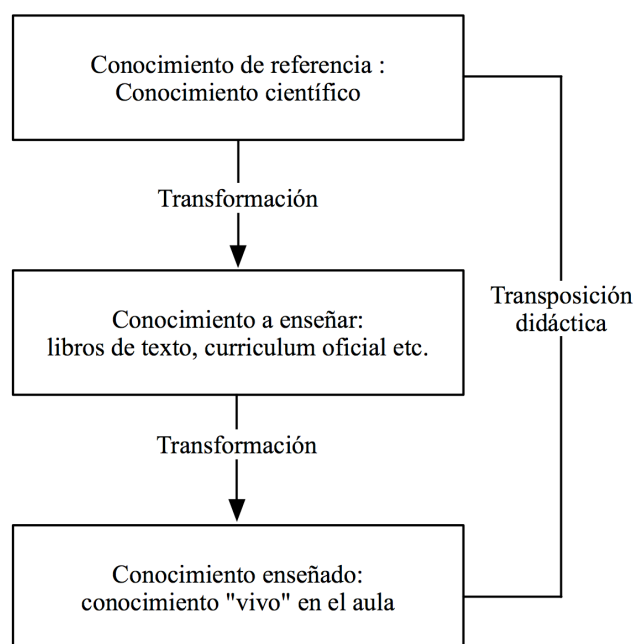 Conocimiento de referencia :
Conocimiento científico
Transformación
Conocimiento a enseñar:
libros de texto, curriculum oficial etc.
Transposición
didáctica
Transformación
Conocimiento enseñado:
conocimiento "vivo" en el aula